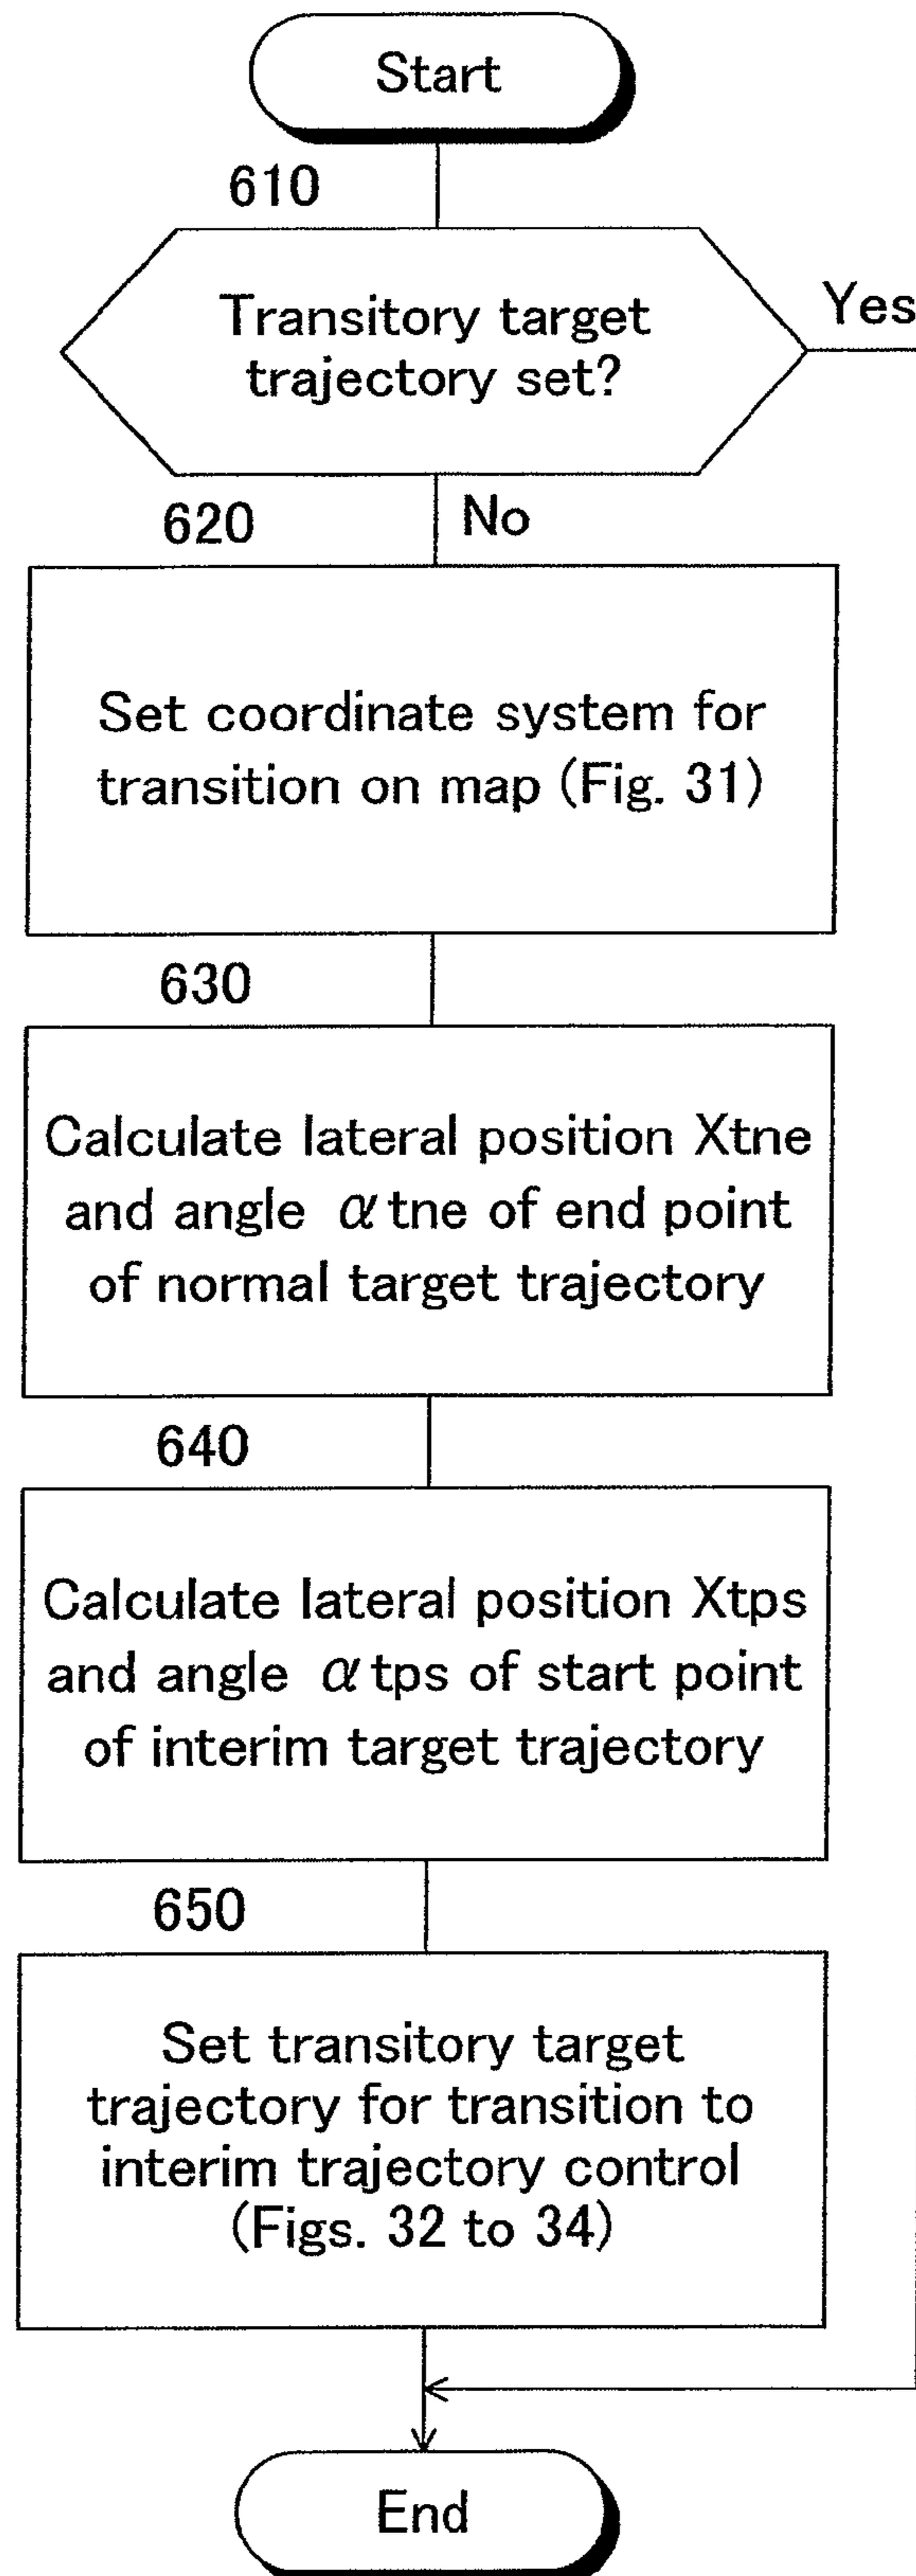 Start
610
Transitory target
trajectory set?
Yes
620
No
Set coordinate system for
transition on map (Fig. 31)
630
Calculate lateral position Xtne
and angle α tne of end point
of normal target trajectory
640
Calculate lateral position Xtps
and angle α tps of start point
of interim target trajectory
650
Set transitory target
trajectory for transition to
interim trajectory control
(Figs. 32 to 34)
End